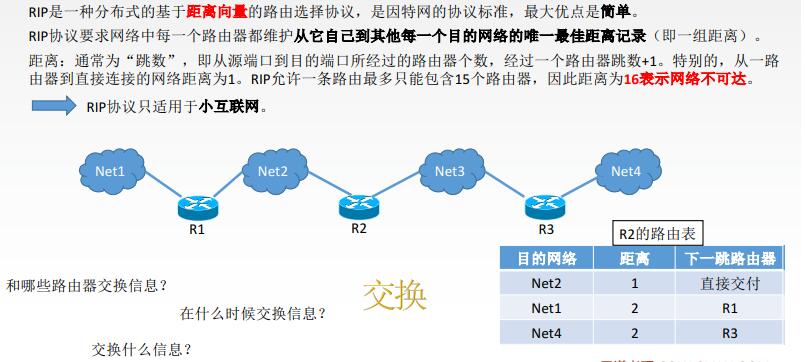 RIP是一种分布式的基于距离向量的路由选择协议，是因特网的协议标准，最大优点是简单。
RIP协议要求网络中每一个路由器都维护从它自己到其他每一个目的网络的唯一最佳距离记录（即一组距离）。
距离：通常为“跳数”，即从源端口到目的端口所经过的路由器个数，经过一个路由器跳数+1。特别的，从一路
由器到直接连接的网络距离为1。RIP允许一条路由最多只能包含15个路由器，因此距离为16表示网络不可达。
RIP协议只适用于小互联网。
Net1 Net2 Net3 Net4
R1 R2 R3
R2的路由表
目的网络 距离 下一跳路由器
Net2 1 直接交付
Net1 2 R1
Net4 2 R3
和哪些路由器交换信息？
交换
在什么时候交换信息？
交换什么信息？